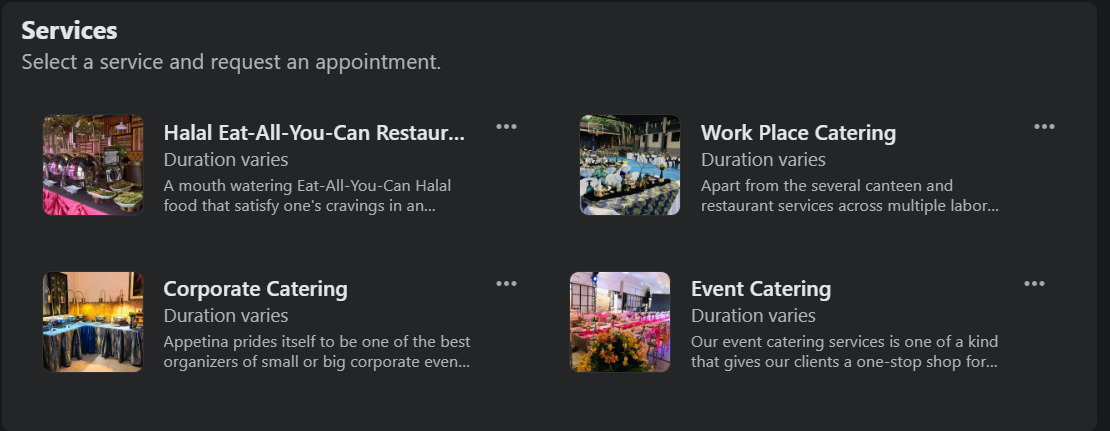 Services
Select a service and request an appointment.
Halal Eat-All-You-Can Restaur...
Duration varies
A mouth watering Eat-All-You-Can Halal
food that satisfy one's cravings in an...
Work Place Catering
Duration varies
Apart from the several canteen and
restaurant services across multiple labor...
Corporate Catering
Duration varies
Appetina prides itself to be one of the best
organizers of small or big corporate even...
Event Catering
Duration varies
Our event catering services is one of a kind
that gives our clients a one-stop shop for...